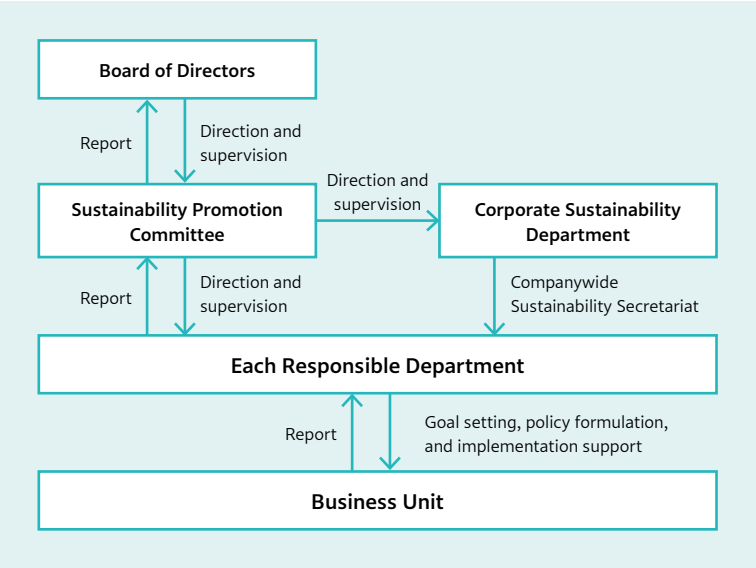 Board of Directors
Report
Direction and
supervision
Direction and
supervision
Sustainability Promotion
Committee
Corporate Sustainability
Department
Report
Direction and
supervision
Companywide
Sustainability Secretariat
Each Responsible Department
Report
Goal setting, policy formulation,
and implementation support
Business Unit